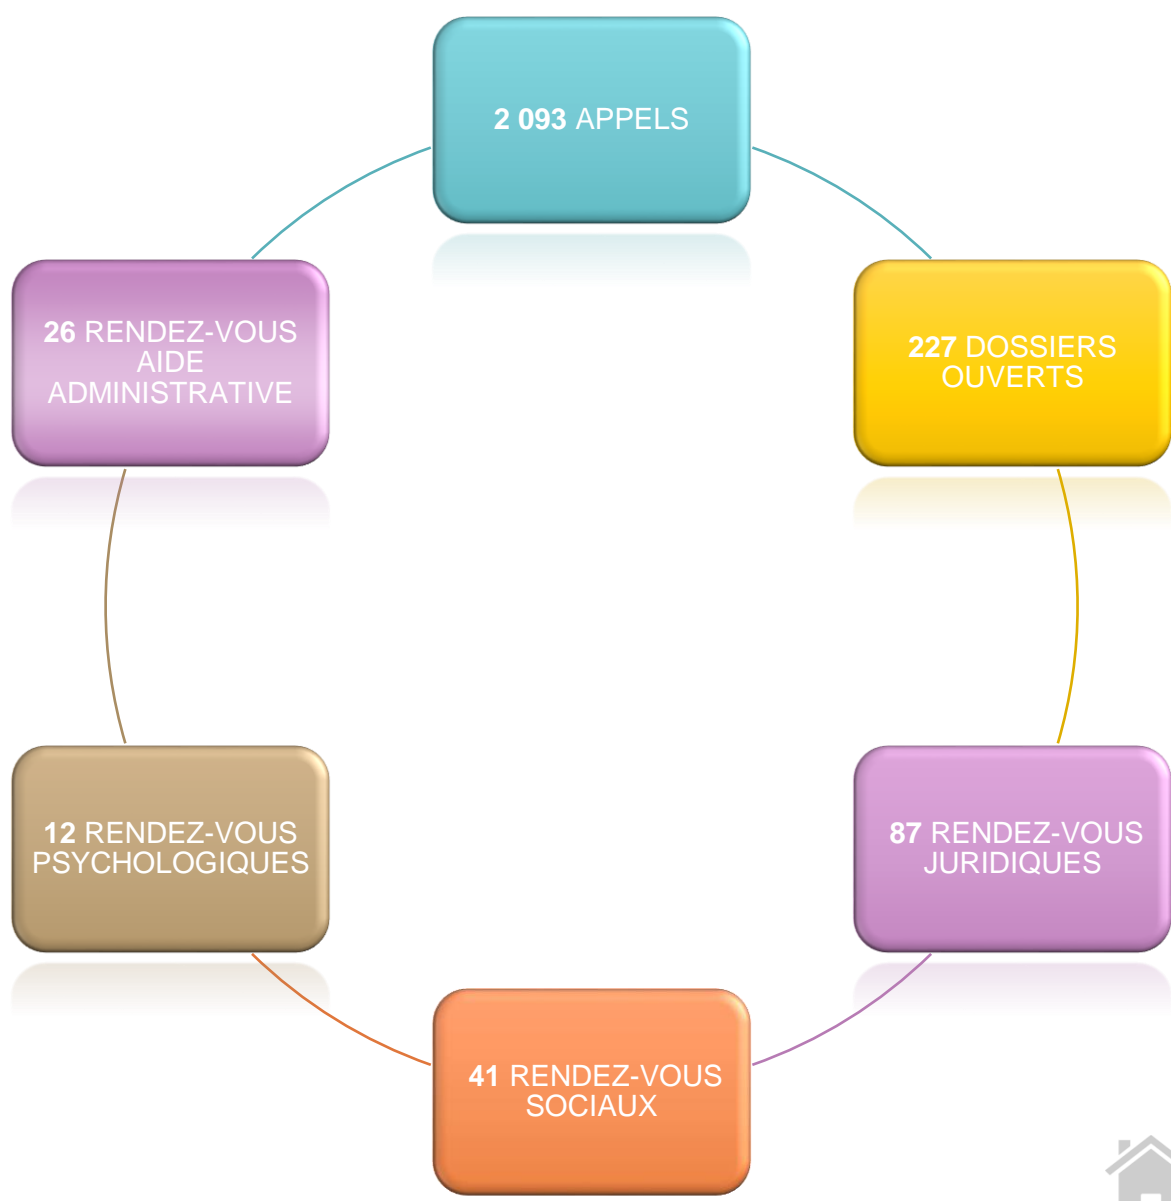 2 093 APPELS
227 DOSSIERS
OUVERTS
87 RENDEZ-VOUS
JURIDIQUES
41 RENDEZ-VOUS
SOCIAUX
12 RENDEZ-VOUS
PSYCHOLOGIQUES
26 RENDEZ-VOUS
AIDE
ADMINISTRATIVE